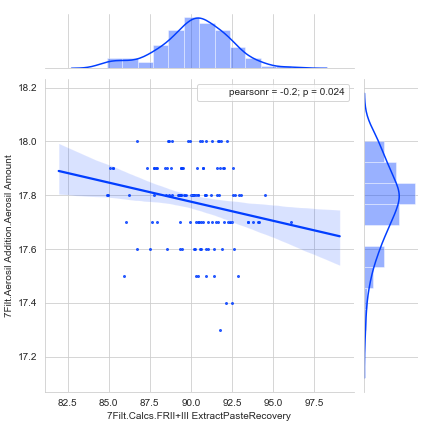 pearsonr = -0.2; p = 0.024
18.2
18.0
17.8
17.6
17.4
17.2
7Filt.Aerosol Addition.Aerosol Amount
82.5 85.0 87.5 90.0 92.5 95.0 97.5
7Filt.Calcs.FRII+III ExtractPasteRecovery